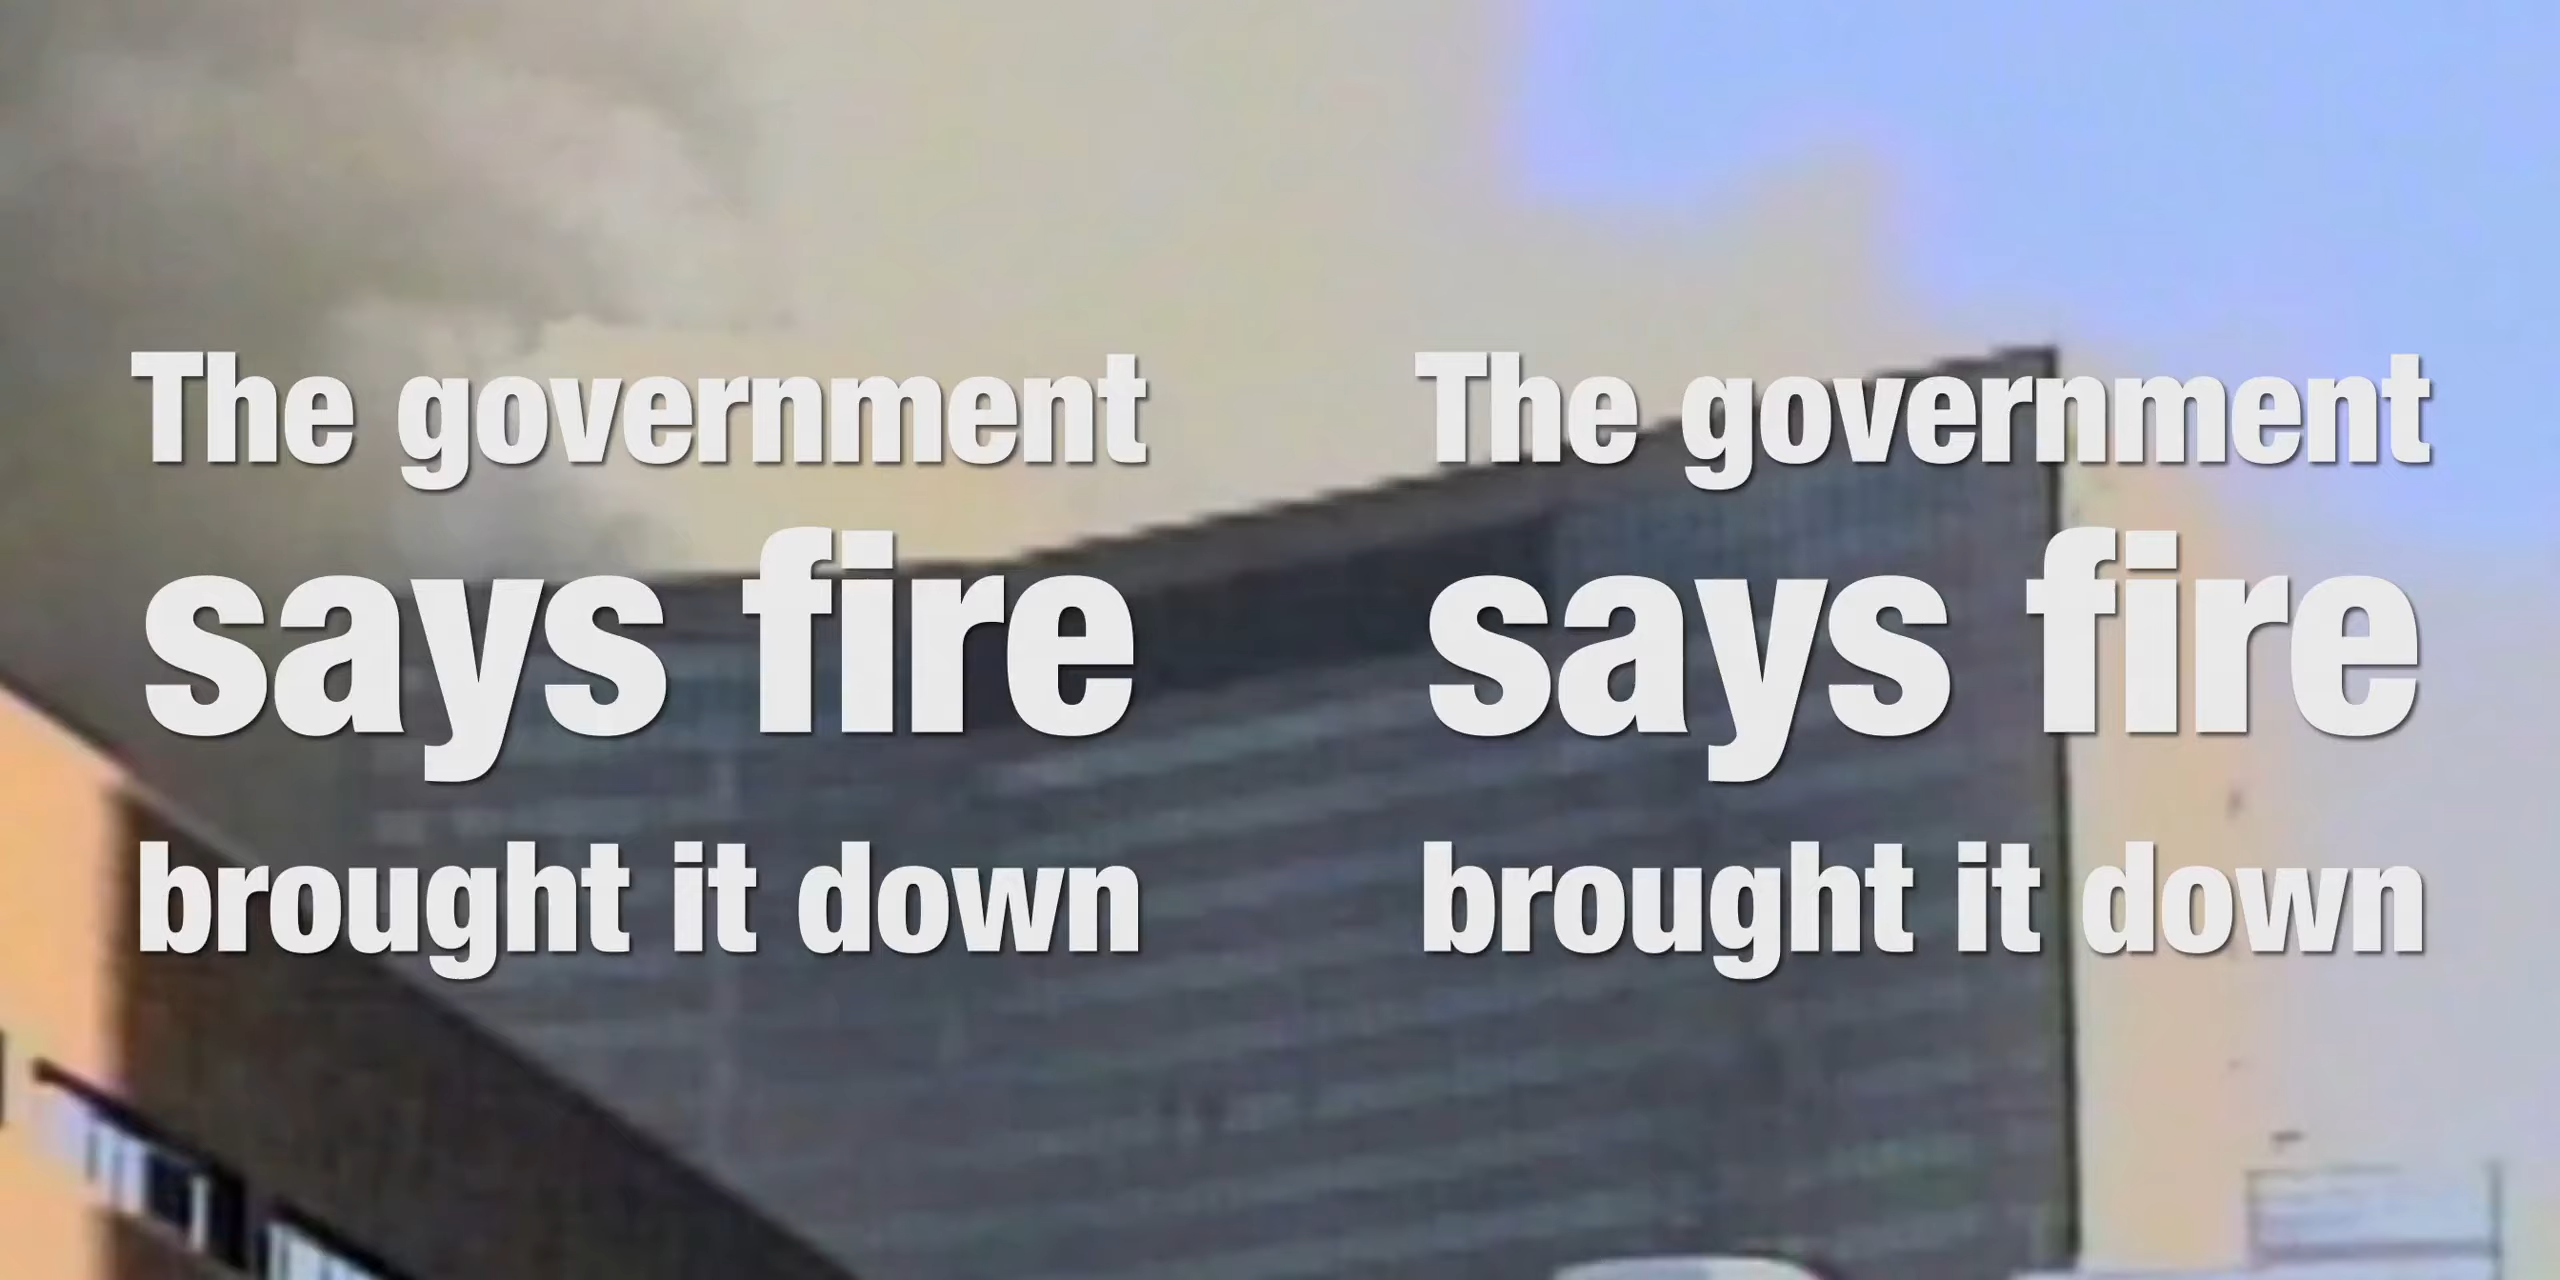 The government
says fire
brought it down
The government
says fire
brought it down